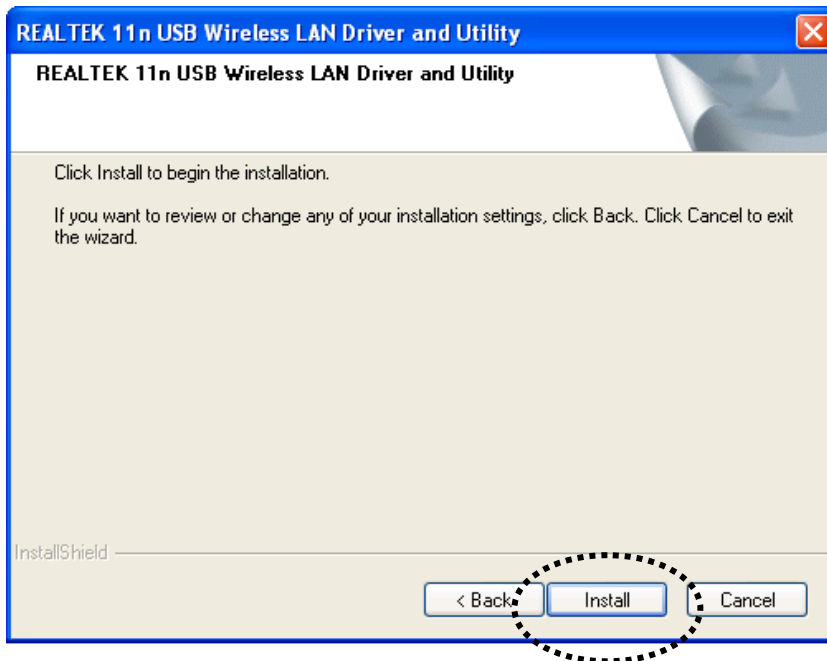 REALTEK 11n USB Wireless LAN Driver and Utility
REALTEK 11n USB Wireless LAN Driver and Utility
Click Install to begin the installation.
If you want to review or change any of your installation settings, click Back. Click Cancel to exit
the wizard.
InstallShield
< Back Install Cancel